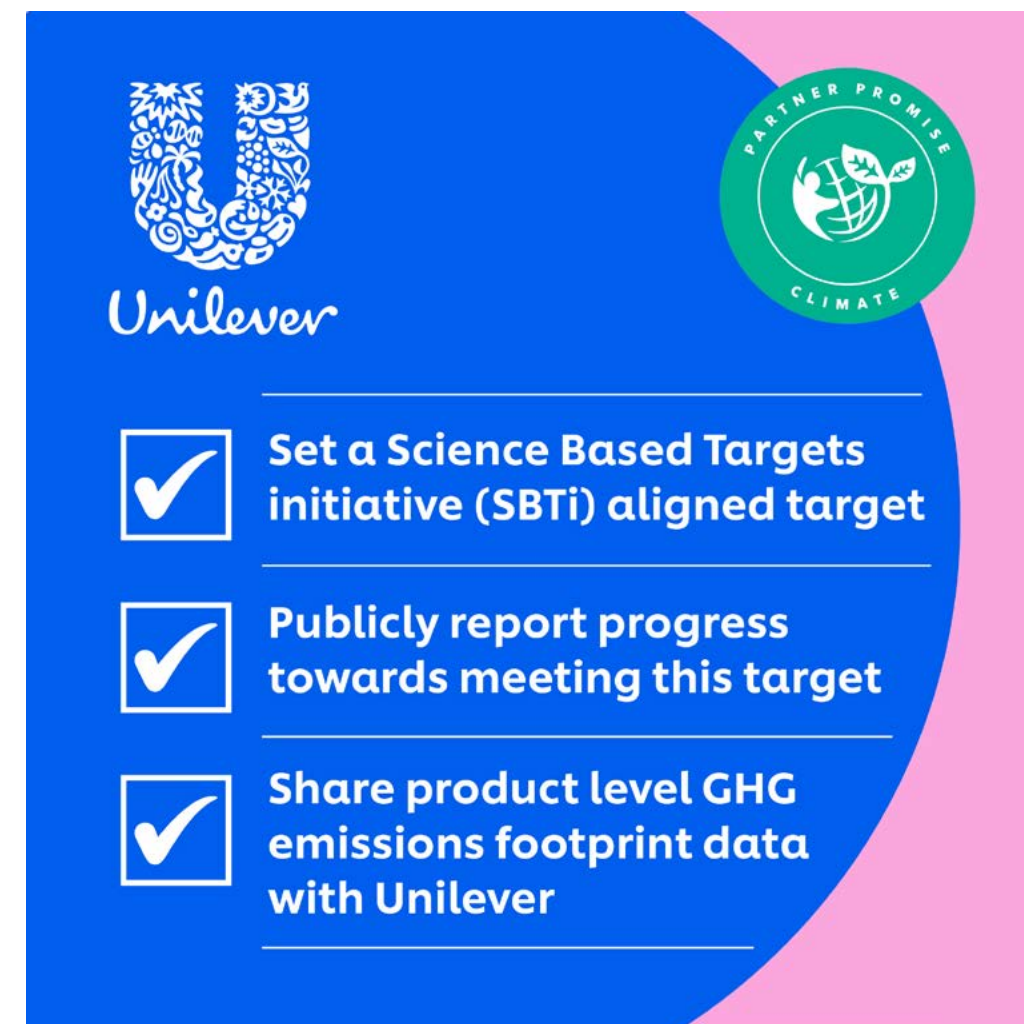 Unilever
PARTNER PROMISE
CLIMATE
Set a Science Based Targets
initiative (SBTi) aligned target
Publicly report progress
towards meeting this target
Share product level GHG
emissions footprint data
with Unilever